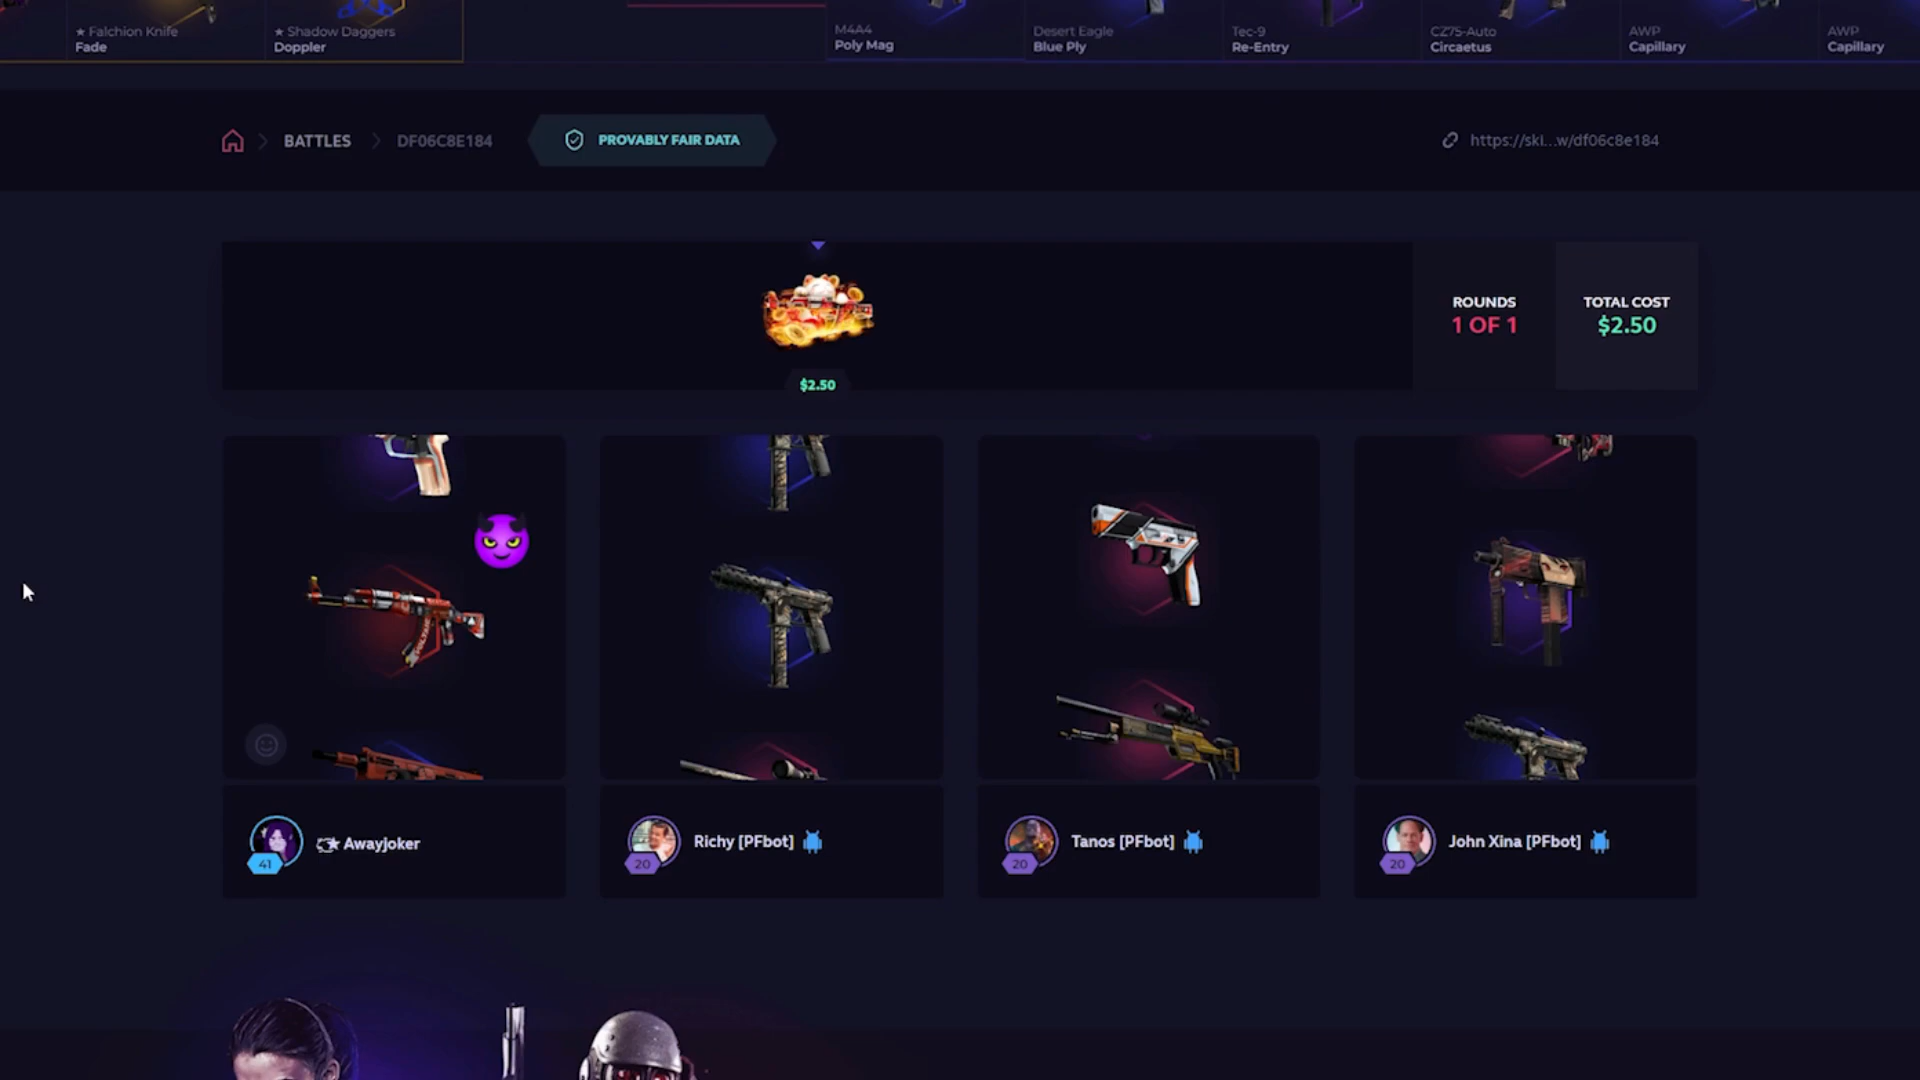 ★ Falchion Knife
Fade
★ Shadow Daggers
Doppler
M4A4
Poly Mag
Desert Eagle
Blue Ply
Tec-9
Re-Entry
CZ75-Auto
Circaetus
AWP
Capillary
AWP
Capillary
BATTLES
DF06C8E184
PROVABLY FAIR DATA
https://ski...w/df06c8e184
ROUNDS
1 OF 1
TOTAL COST
$2.50
$2.50
41
Awayjoker
20
Richy [PFbot]
20
Tanos [PFbot]
20
John Xina [PFbot]